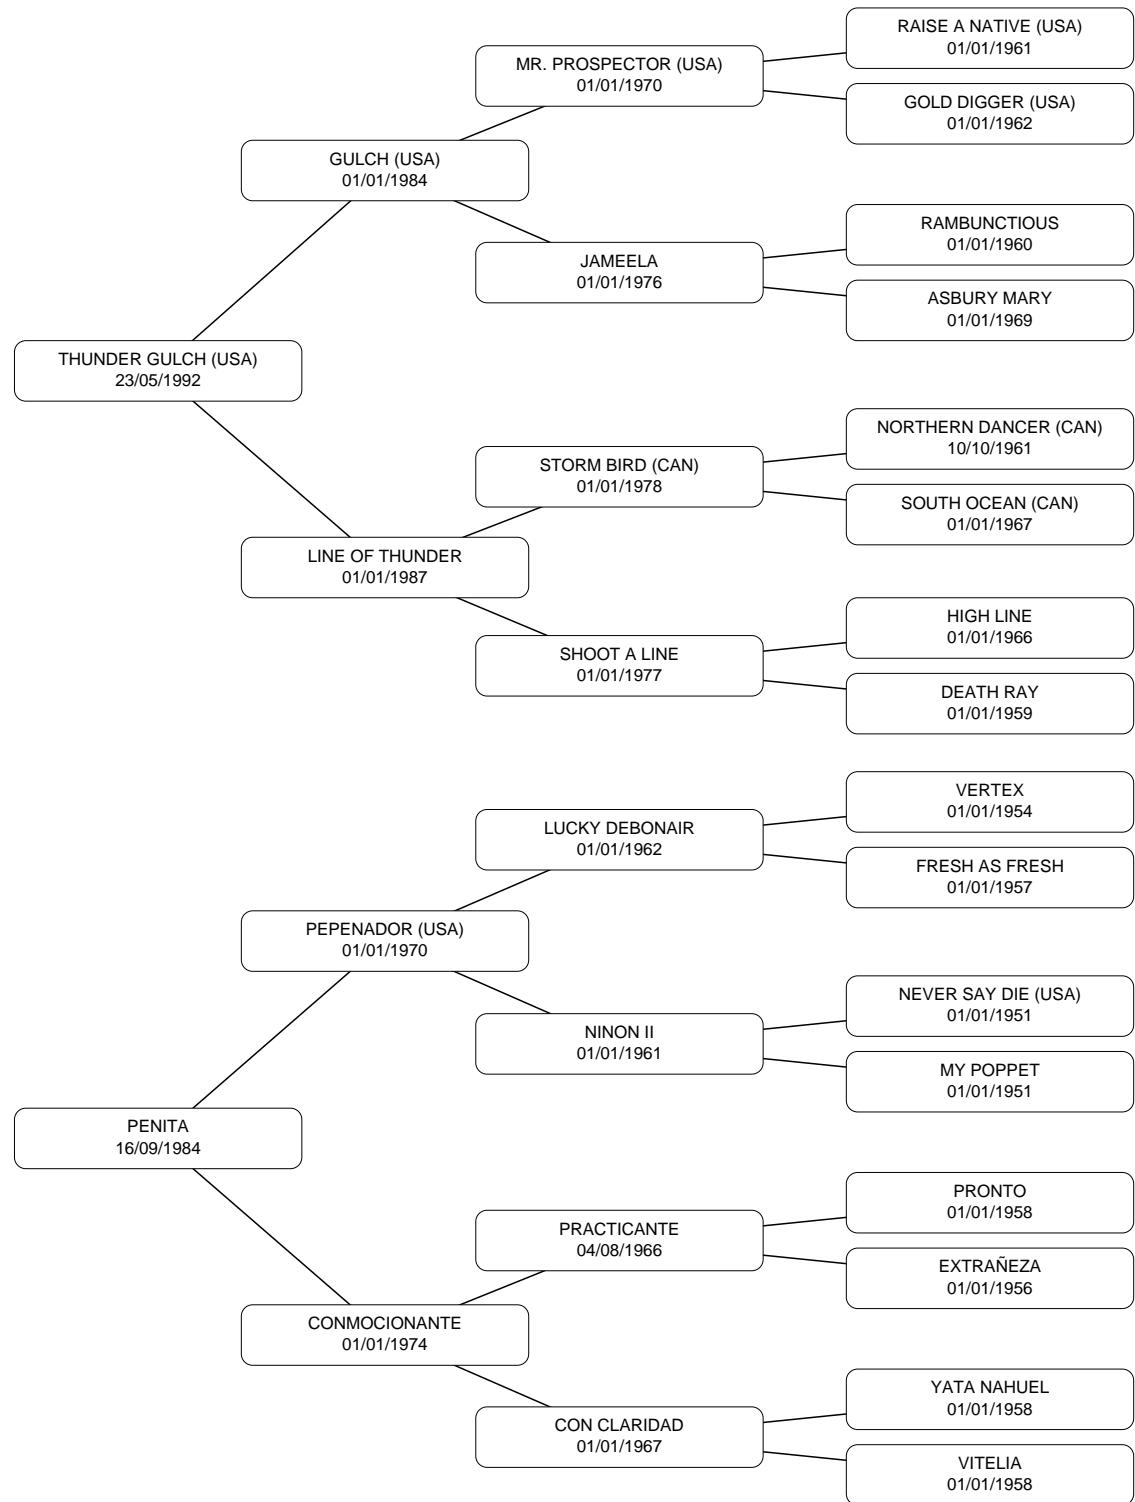 RAISE A NATIVE (USA)
01/01/1961
MR. PROSPECTOR (USA)
01/01/1970
GOLD DIGGER (USA)
01/01/1962
GULCH (USA)
01/01/1984
RAMBUNCTIOUS
01/01/1960
JAMEELA
01/01/1976
ASBURY MARY
01/01/1969
THUNDER GULCH (USA)
23/05/1992
NORTHERN DANCER (CAN)
10/10/1961
STORM BIRD (CAN)
01/01/1978
SOUTH OCEAN (CAN)
01/01/1967
LINE OF THUNDER
01/01/1987
HIGH LINE
01/01/1966
SHOOT A LINE
01/01/1977
DEATH RAY
01/01/1959
VERTEX
01/01/1954
LUCKY DEBONAIR
01/01/1962
FRESH AS FRESH
01/01/1957
PEPENADOR (USA)
01/01/1970
NEVER SAY DIE (USA)
01/01/1951
NINON II
01/01/1961
MY POPPET
01/01/1951
PENITA
16/09/1984
PRONTO
01/01/1958
PRACTICANTE
04/08/1966
EXTRAÑEZA
01/01/1956
CONMOCIONANTE
01/01/1974
YATA NAHUEL
01/01/1958
CON CLARIDAD
01/01/1967
VITELIA
01/01/1958